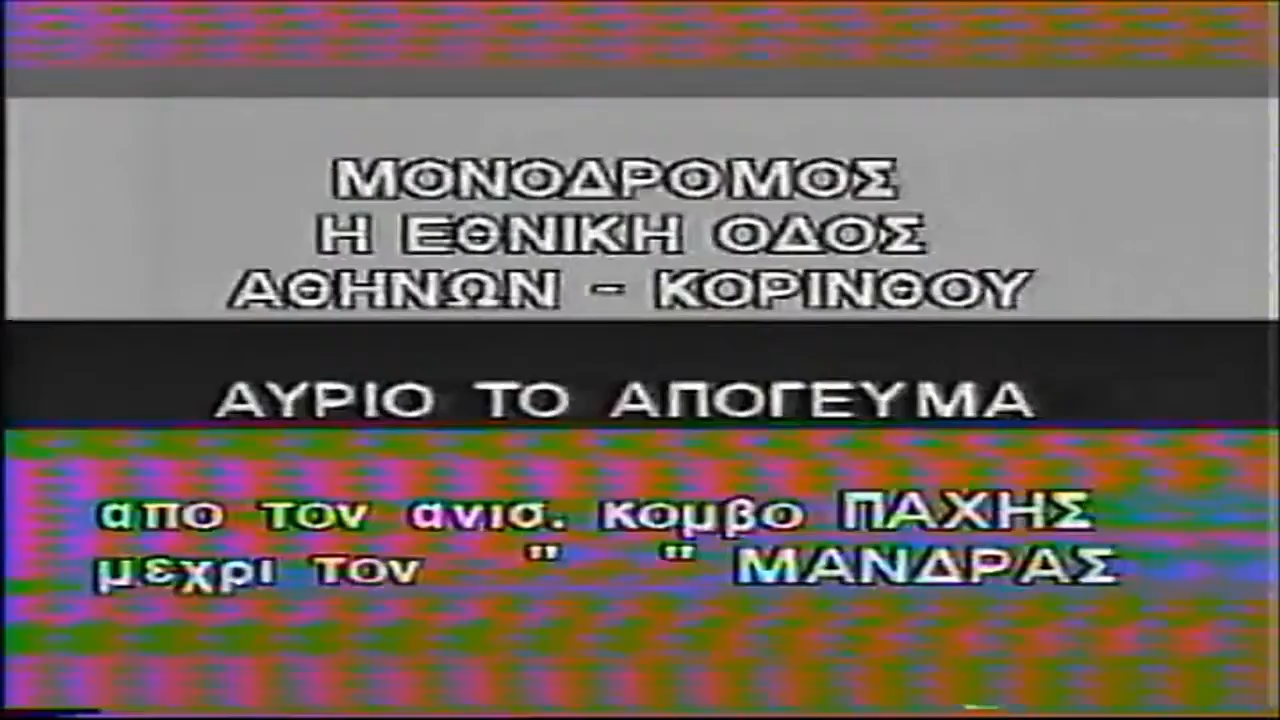 ΜΟΝΟΔΡΟΜΟΣ
Η ΕΘΝΙΚΗ ΟΔΟΣ
ΑΘΗΝΩΝ - ΚΟΡΙΝΘΟΥ
ΑΥΡΙΟ ΤΟ ΑΠΟΓΕΥΜΑ
απο τον ανισ. κομβο ΠΑΧΗΣ
μεχρι τον " " ΜΑΝΔΡΑΣ